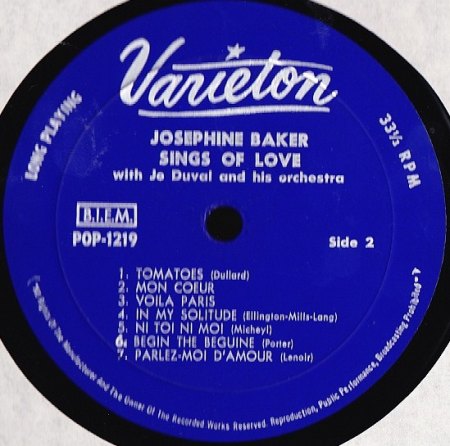 Varieton
LONG PLAYING
33⅓ RPM
JOSEPHINE BAKER
SINGS OF LOVE
with Jo Duval and his orchestra
B.I.E.M.
POP-1219
Side 2
1. TOMATOES (Dullard)
2. MON COEUR
3. VOILA PARIS
4. IN MY SOLITUDE (Ellington-Mills-Lang)
5. NI TOI NI MOI (Micheyl)
6. BEGIN THE BEGUINE (Porter)
7. PARLEZ-MOI D'AMOUR (Lenoir)
Rights Of The Manufacturer And The Owner Of The Recorded Works Reserved. Reproduction, Public Performance, Broadcasting Prohibited